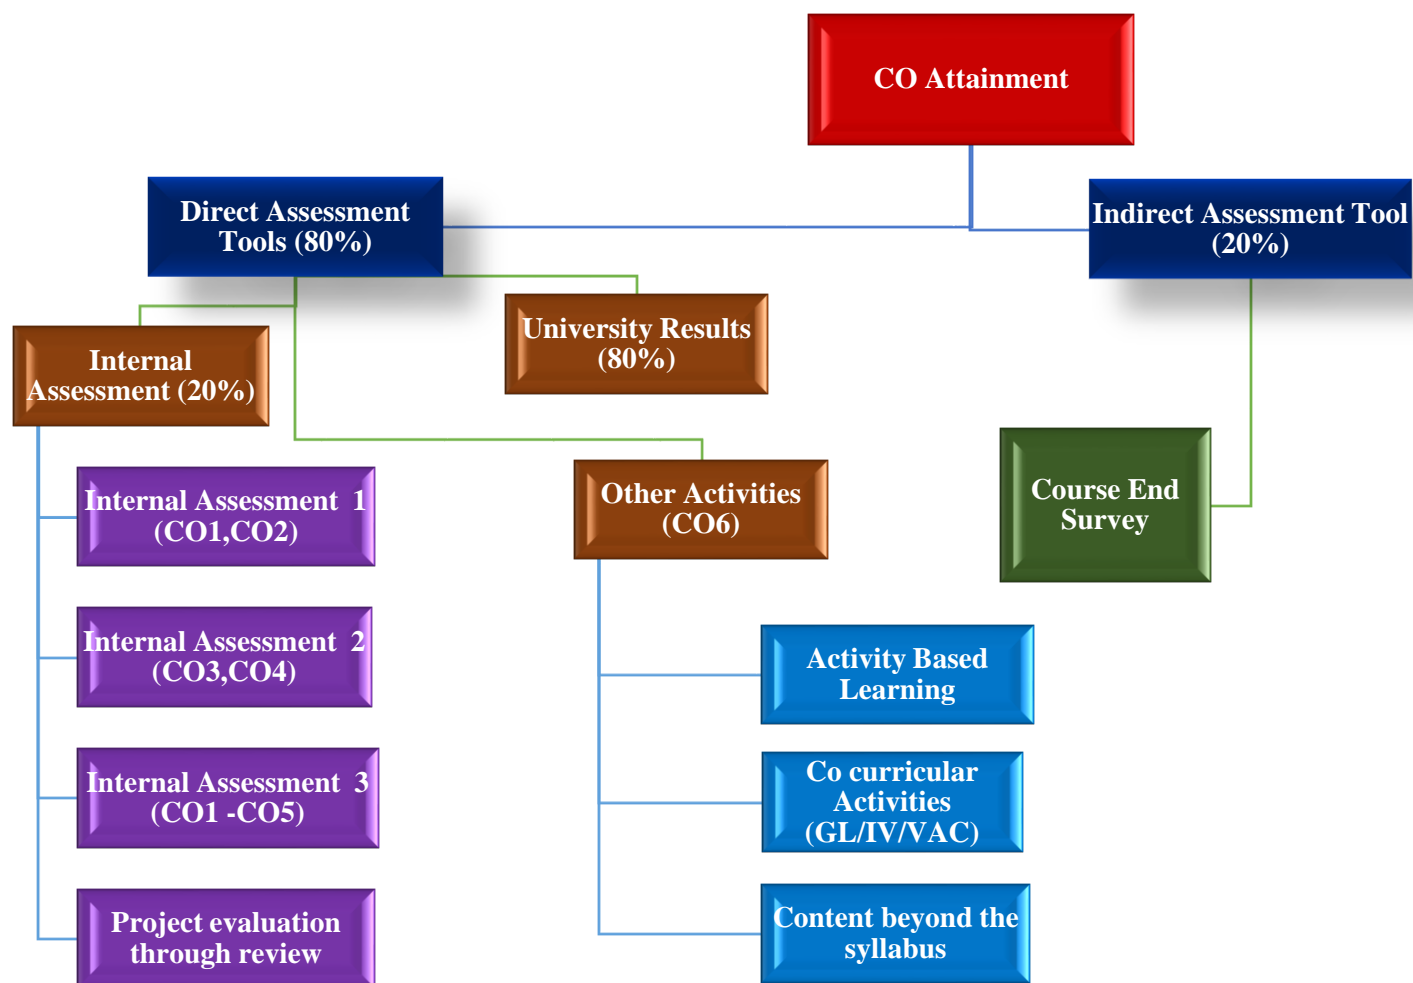 CO Attainment
Direct Assessment
Tools (80%)
Indirect Assessment Tool
(20%)
University Results
(80%)
Internal
Assessment (20%)
Internal Assessment 1
(CO1,CO2)
Internal Assessment 2
(CO3,CO4)
Internal Assessment 3
(CO1 -CO5)
Project evaluation
through review
Other Activities
(CO6)
Activity Based
Learning
Co curricular
Activities
(GL/IV/VAC)
Content beyond the
syllabus
Course End
Survey